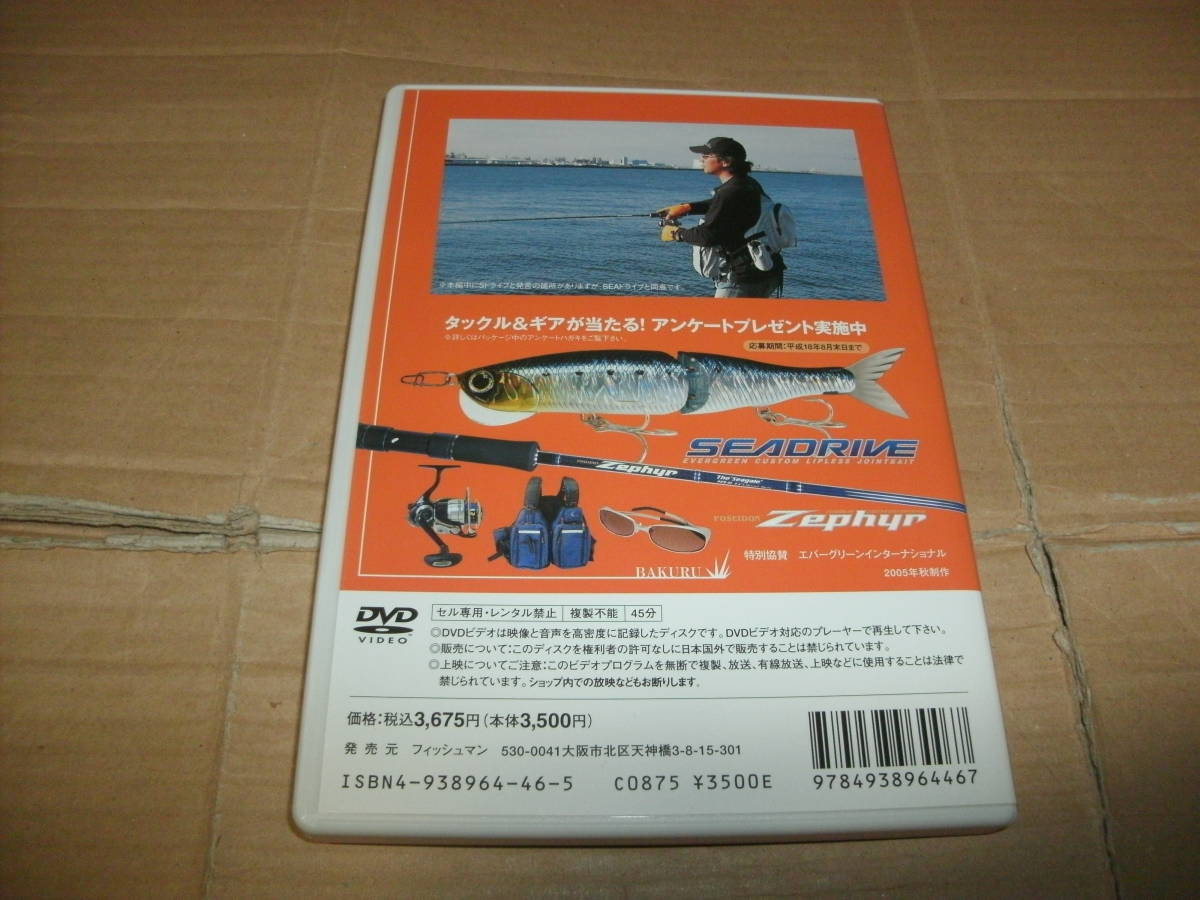 ※本編中にSドライブと発言の箇所がありますが、SEAドライブと同意です。
タックル&ギアが当たる! アンケートプレゼント実施中
※詳しくはパッケージ中のアンケートハガキをご覧下さい。
応募期間:平成18年8月末日まで
SEADRIVE
EVERGREEN CUSTOM LIPLESS JOINTBAIT
Zephyr
The "Seagale"
POSEIDON Zephyr
BAKURU
特別協賛 エバーグリーンインターナショナル
2005年秋制作
DVD
VIDEO
セル専用・レンタル禁止 複製不能 45分
◎DVDビデオは映像と音声を高密度に記録したディスクです。DVDビデオ対応のプレーヤーで再生して下さい。
◎販売について:このディスクを権利者の許可なしに日本国外で販売することは禁じられています。
◎上映についてご注意:このビデオプログラムを無断で複製、放送、有線放送、上映などに使用することは法律で
禁じられています。ショップ内での放映などもお断りします。
価格:税込3,675円(本体3,500円)
発売元 フィッシュマン 530-0041大阪市北区天神橋3-8-15-301
ISBN4-938964-46-5 C0875 ¥3500E
9784938964467